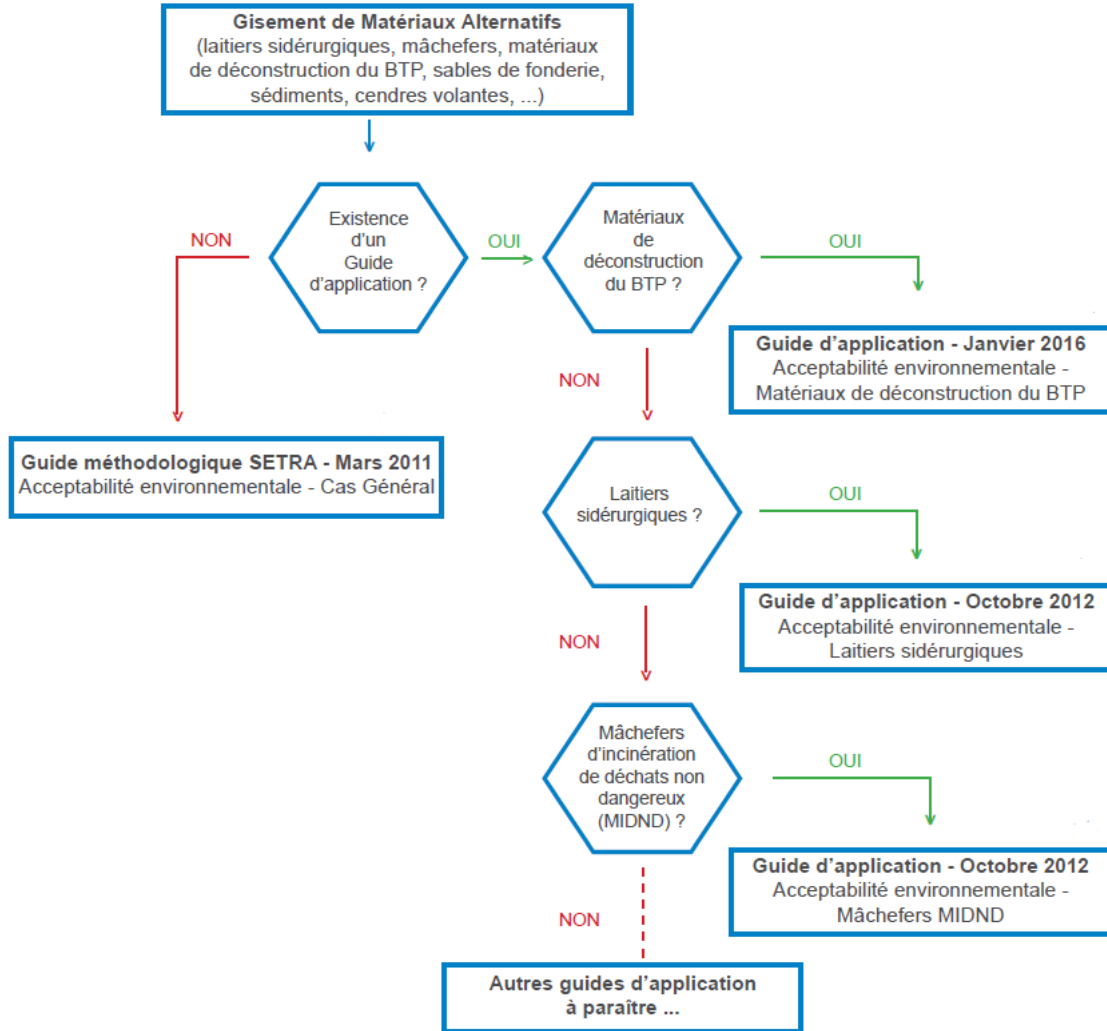 Gisement de Matériaux Alternatifs
(laitiers sidérurgiques, mâchefers, matériaux
de déconstruction du BTP, sables de fonderie,
sédiments, cendres volantes, ...)
Existence
d'un
Guide
d'application ?
NON
OUI
Matériaux
de
déconstruction
du BTP ?
OUI
Guide d'application - Janvier 2016
Acceptabilité environnementale -
Matériaux de déconstruction du BTP
NON
Guide méthodologique SETRA - Mars 2011
Acceptabilité environnementale - Cas Général
Laitiers
sidérurgiques ?
OUI
Guide d'application - Octobre 2012
Acceptabilité environnementale -
Laitiers sidérurgiques
NON
Mâchefers
d'incinération
de déchets non
dangereux
(MIDND) ?
OUI
Guide d'application - Octobre 2012
Acceptabilité environnementale -
Mâchefers MIDND
NON
Autres guides d'application
à paraître ...